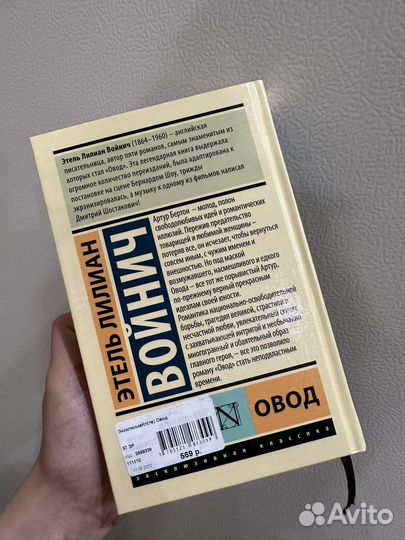 Этель Лилиан Войнич (1864–1960) – английская
писательница, автор пяти романов, самым знаменитым из
которых стал «Овод». Эта легендарная книга выдержала
огромное количество переизданий, была адаптирована к
постановке на сцене Бернардом Шоу, трижды
экранизировалась, а музыку к одному из фильмов написал
Дмитрий Шостакович!
ЭТЕЛЬ ЛИЛИАН
ВОЙНИЧ
Артур Бертон — молод, полон
свободолюбивых идей и романтических
иллюзий. Пережив предательство
товарищей и любимой женщины –
потеряв все, он исчезает, чтобы вернуться
совсем иным, с чужим именем и
внешностью. Но под маской
возмужавшего, насмешливого и едкого
Овода – все тот же порывистый Артур,
по-прежнему верный прекрасным
идеалам своей юности.
Романтика национально-освободительной
борьбы, трагедия великой, страстной и
несчастной любви, увлекательный сюжет
с захватывающей интригой и необычайно
многогранный и обаятельный образ
главного героя, – все это позволило
роману «Овод» стать неподвластным
времени.
ОВОД
эксклюзивная классика
ЭксклюзивКл(тв) Овод
569 р.
Avito